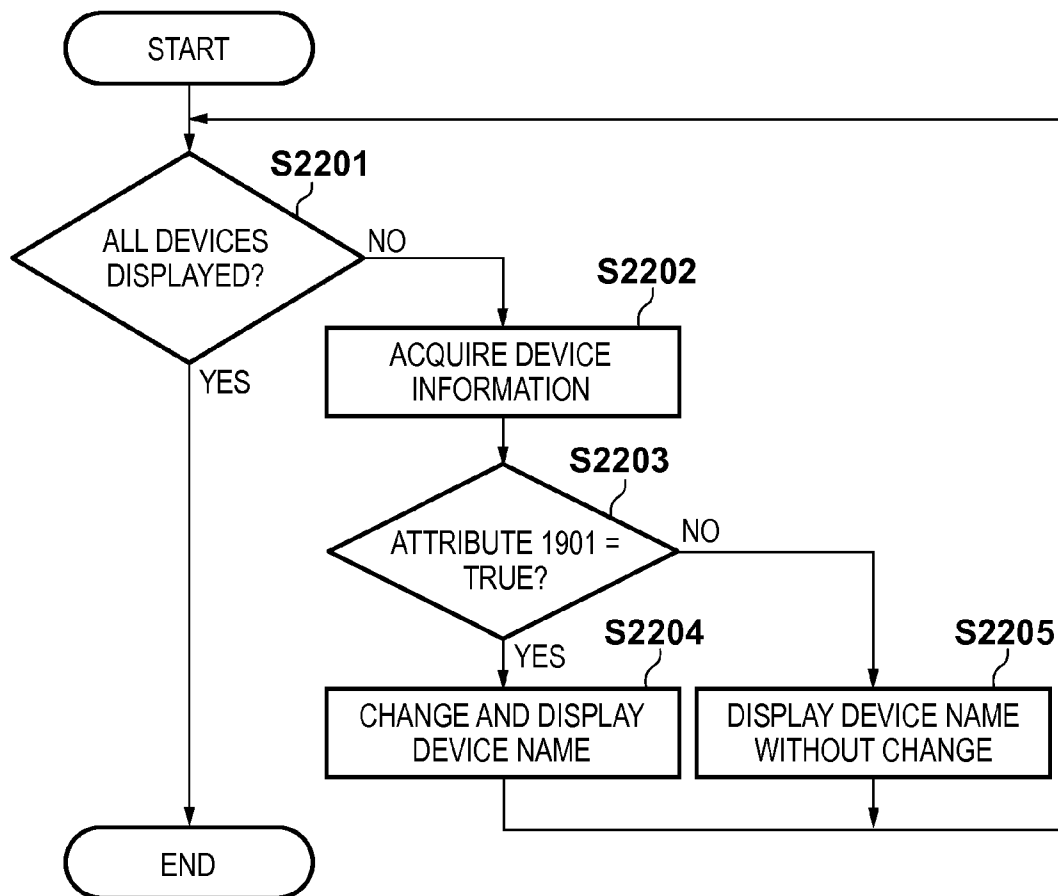 START
S2201
ALL DEVICES
DISPLAYED?
NO
YES
S2202
ACQUIRE DEVICE
INFORMATION
S2203
ATTRIBUTE 1901 =
TRUE?
NO
YES
S2204
CHANGE AND DISPLAY
DEVICE NAME
S2205
DISPLAY DEVICE NAME
WITHOUT CHANGE
END